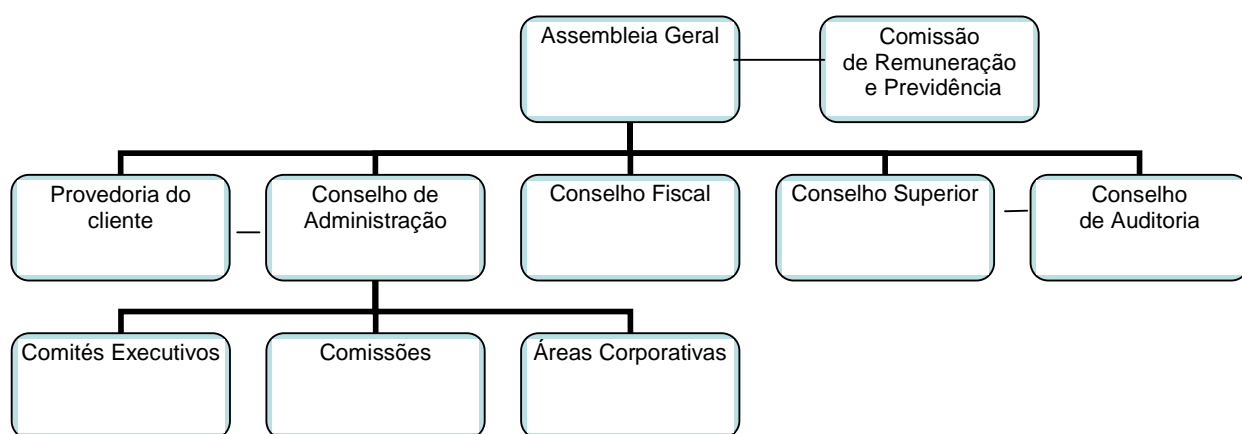 Assembleia Geral
Comissão
de Remuneração
e Previdência
Provedoria do
cliente
Conselho de
Administração
Conselho Fiscal
Conselho Superior
Conselho
de Auditoria
Comités Executivos
Comissões
Áreas Corporativas